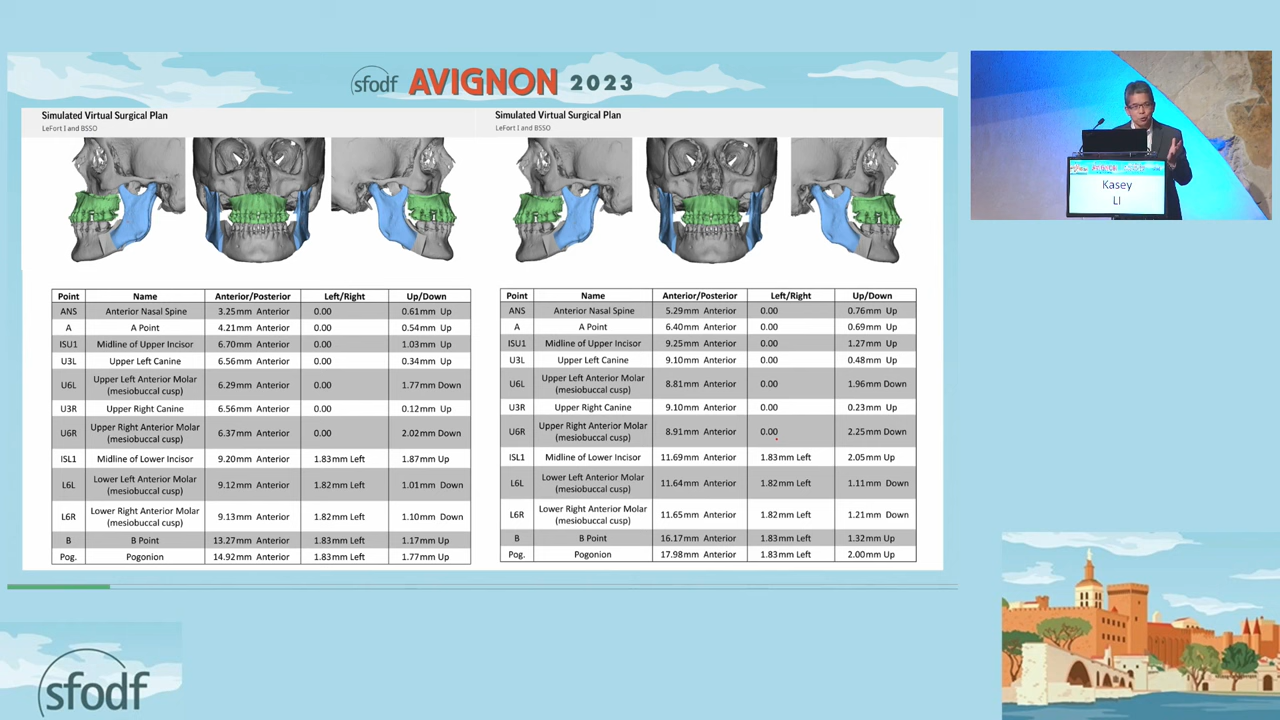 sfodf AVIGNON 2023
Simulated Virtual Surgical Plan
LeFort I and BSSO
Point Name Anterior/Posterior Left/Right Up/Down
ANS Anterior Nasal Spine 3.25mm Anterior 0.00 0.61mm Up
A A Point 4.21mm Anterior 0.00 0.54mm Up
ISU1 Midline of Upper Incisor 6.70mm Anterior 0.00 1.03mm Up
U3L Upper Left Canine 6.56mm Anterior 0.00 0.34mm Up
U6L Upper Left Anterior Molar (mesiobuccal cusp) 6.29mm Anterior 0.00 1.77mm Down
U3R Upper Right Canine 6.56mm Anterior 0.00 0.12mm Up
U6R Upper Right Anterior Molar (mesiobuccal cusp) 6.37mm Anterior 0.00 2.02mm Down
ISL1 Midline of Lower Incisor 9.20mm Anterior 1.83mm Left 1.87mm Up
L6L Lower Left Anterior Molar (mesiobuccal cusp) 9.12mm Anterior 1.82mm Left 1.01mm Down
L6R Lower Right Anterior Molar (mesiobuccal cusp) 9.13mm Anterior 1.82mm Left 1.10mm Down
B B Point 13.27mm Anterior 1.83mm Left 1.17mm Up
Pog. Pogonion 14.92mm Anterior 1.83mm Left 1.77mm Up
Simulated Virtual Surgical Plan
LeFort I and BSSO
Point Name Anterior/Posterior Left/Right Up/Down
ANS Anterior Nasal Spine 5.29mm Anterior 0.00 0.76mm Up
A A Point 6.40mm Anterior 0.00 0.69mm Up
ISU1 Midline of Upper Incisor 9.25mm Anterior 0.00 1.27mm Up
U3L Upper Left Canine 9.10mm Anterior 0.00 0.48mm Up
U6L Upper Left Anterior Molar (mesiobuccal cusp) 8.81mm Anterior 0.00 1.96mm Down
U3R Upper Right Canine 9.10mm Anterior 0.00 0.23mm Up
U6R Upper Right Anterior Molar (mesiobuccal cusp) 8.91mm Anterior 0.00 2.25mm Down
ISL1 Midline of Lower Incisor 11.69mm Anterior 1.83mm Left 2.05mm Up
L6L Lower Left Anterior Molar (mesiobuccal cusp) 11.64mm Anterior 1.82mm Left 1.11mm Down
L6R Lower Right Anterior Molar (mesiobuccal cusp) 11.65mm Anterior 1.82mm Left 1.21mm Down
B B Point 16.17mm Anterior 1.83mm Left 1.32mm Up
Pog. Pogonion 17.98mm Anterior 1.83mm Left 2.00mm Up
Kasey
LI
sfodf